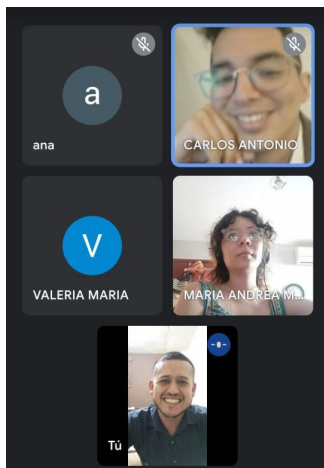 a
ana
CARLOS ANTONIO
V
VALERIA MARIA
MARIA ANDREA M...
Tú